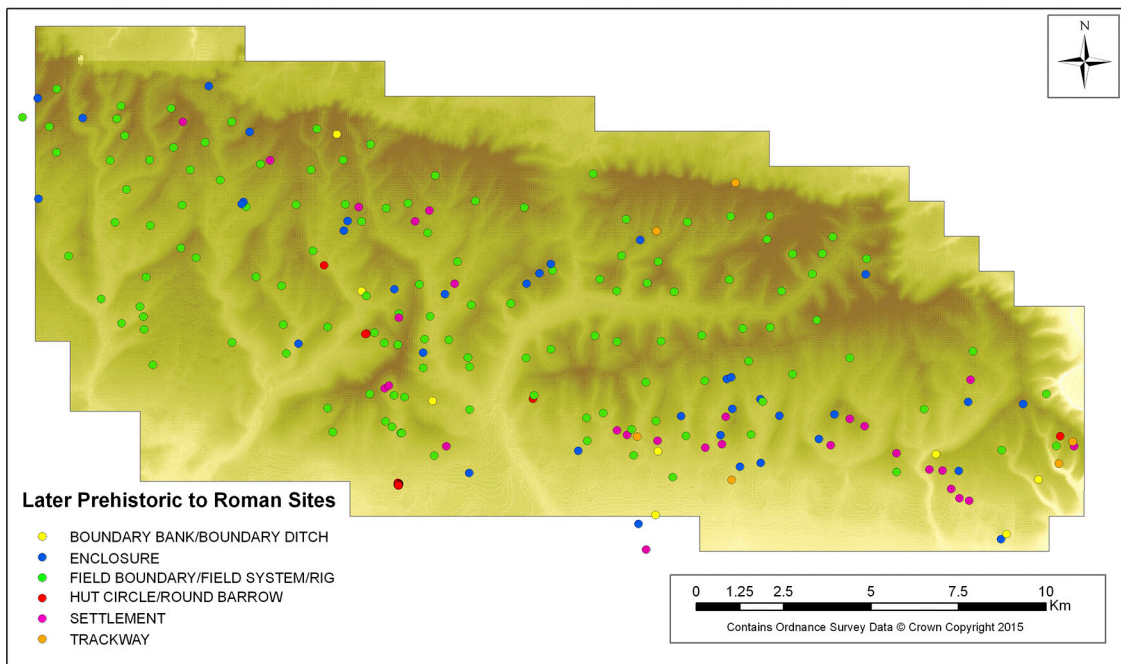 N
Later Prehistoric to Roman Sites
BOUNDARY BANK/BOUNDARY DITCH
ENCLOSURE
FIELD BOUNDARY/FIELD SYSTEM/RIG
HUT CIRCLE/ROUND BARROW
SETTLEMENT
TRACKWAY
0 1.25 2.5 5 7.5 10
Km
Contains Ordnance Survey Data © Crown Copyright 2015